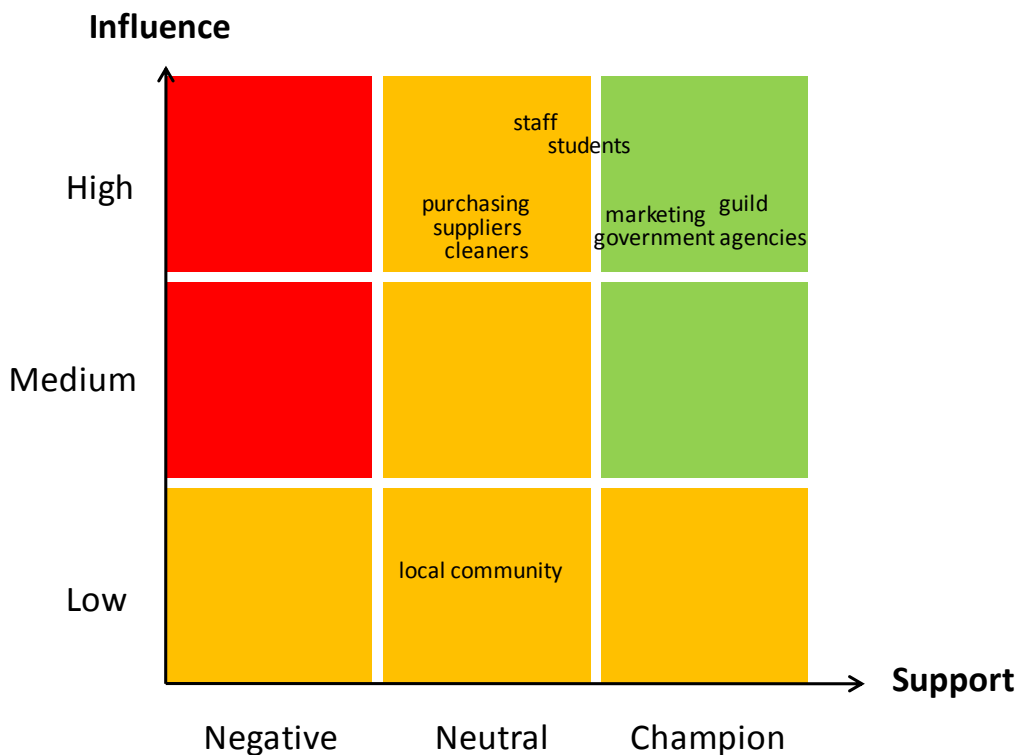 Influence
staff
students
High
purchasing
suppliers
cleaners
guild
marketing
government agencies
Medium
local community
Low
Support
Negative
Neutral
Champion